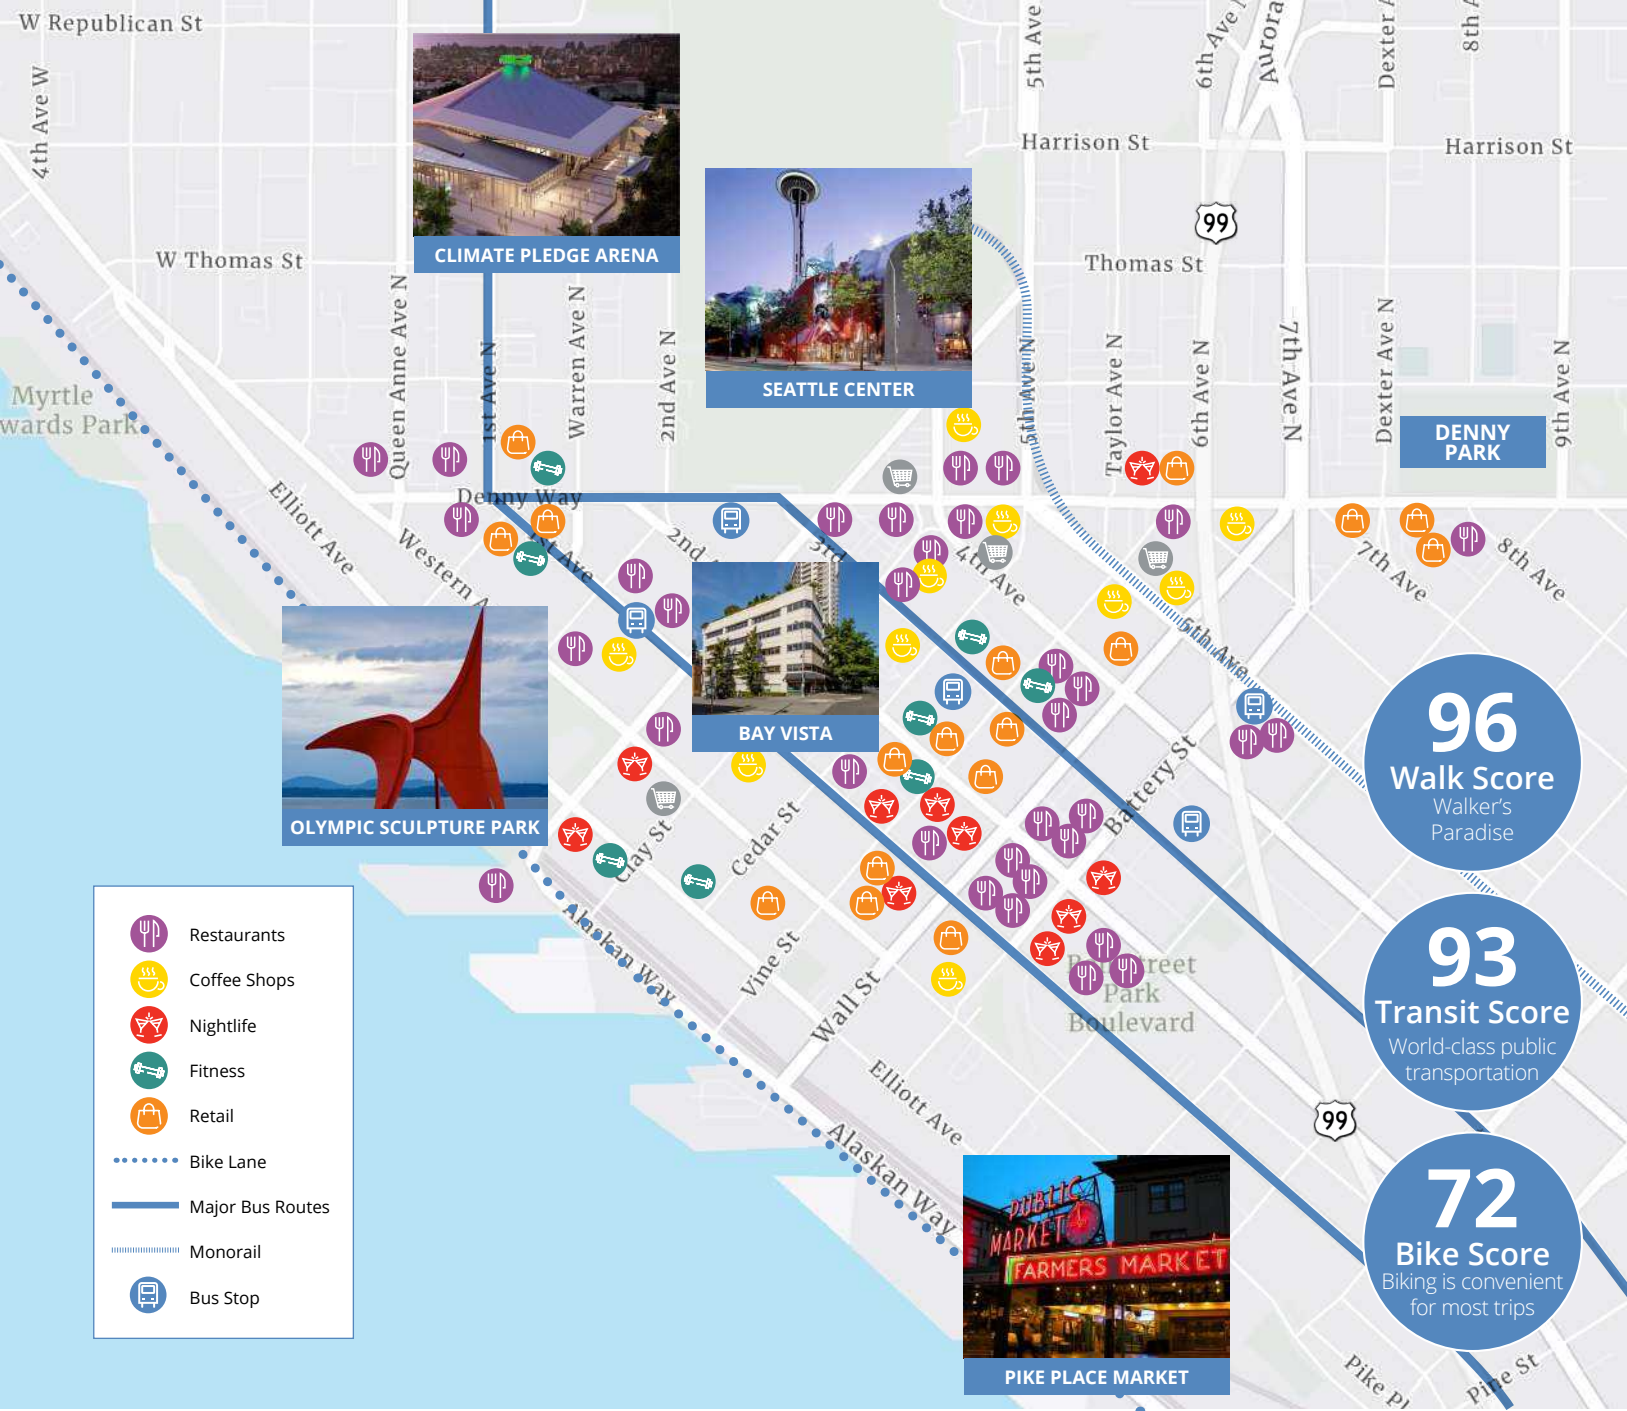 W Republican St
4th Ave W
5th Ave
6th Ave
Aurora
Dexter
8th
Harrison St
Harrison St
99
CLIMATE PLEDGE ARENA
W Thomas St
Thomas St
SEATTLE CENTER
Queen Anne Ave N
1st Ave N
Warren Ave N
2nd Ave N
5th Ave N
Taylor Ave N
6th Ave N
7th Ave N
Dexter Ave N
9th Ave N
Myrtle
wards Park
DENNY
PARK
Denny Way
Elliott Ave
Western
1st Ave
2nd
3rd
4th Ave
5th Ave
7th Ave
8th Ave
BAY VISTA
OLYMPIC SCULPTURE PARK
Clay St
Cedar St
Battery St
Vine St
Wall St
Alaskan Way
Park
Boulevard
Elliott Ave
Alaskan Way
99
PUBLIC
MARKET
FARMERS MARKET
PIKE PLACE MARKET
Pike Pl
Pine St
96
Walk Score
Walker's
Paradise
93
Transit Score
World-class public
transportation
72
Bike Score
Biking is convenient
for most trips
Restaurants
Coffee Shops
Nightlife
Fitness
Retail
Bike Lane
Major Bus Routes
Monorail
Bus Stop